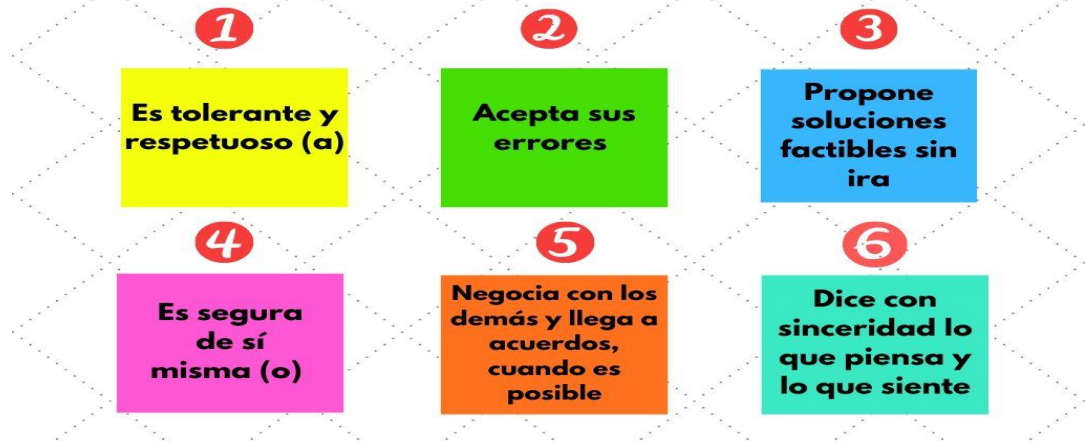 1
Es tolerante y
respetuoso (a)
2
Acepta sus
errores
3
Propone
soluciones
factibles sin
ira
4
Es segura
de sí
misma (o)
5
Negocia con los
demás y llega a
acuerdos,
cuando es
posible
6
Dice con
sinceridad lo
que piensa y
lo que siente